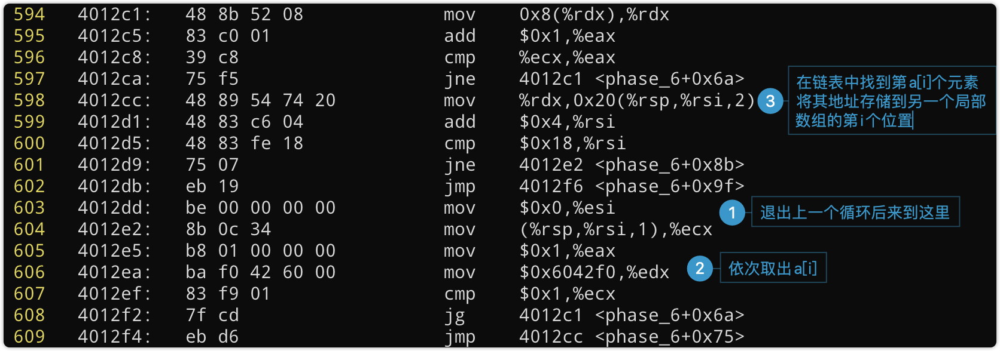 594 4012c1: 48 8b 52 08 mov 0x8(%rdx),%rdx
595 4012c5: 83 c0 01 add $0x1,%eax
596 4012c8: 39 c8 cmp %ecx,%eax
597 4012ca: 75 f5 jne 4012c1 <phase_6+0x6a>
598 4012cc: 48 89 54 74 20 mov %rdx,0x20(%rsp,%rsi,2)
3
在链表中找到第a[i]个元素
将其地址存储到另一个局部
数组的第i个位置
599 4012d1: 48 83 c6 04 add $0x4,%rsi
600 4012d5: 48 83 fe 18 cmp $0x18,%rsi
601 4012d9: 75 07 jne 4012e2 <phase_6+0x8b>
602 4012db: eb 19 jmp 4012f6 <phase_6+0x9f>
603 4012dd: be 00 00 00 00 mov $0x0,%esi
1 退出上一个循环后来到这里
604 4012e2: 8b 0c 34 mov (%rsp,%rsi,1),%ecx
605 4012e5: b8 01 00 00 00 mov $0x1,%eax
606 4012ea: ba f0 42 60 00 mov $0x6042f0,%edx
2 依次取出a[i]
607 4012ef: 83 f9 01 cmp $0x1,%ecx
608 4012f2: 7f cd jg 4012c1 <phase_6+0x6a>
609 4012f4: eb d6 jmp 4012cc <phase_6+0x75>